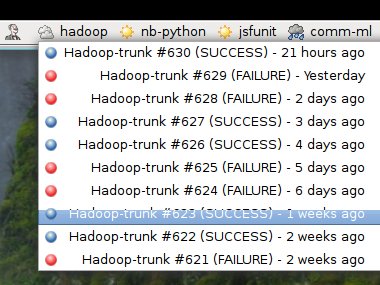 hadoop nb-python jsfunit comm-ml
Hadoop-trunk #630 (SUCCESS) - 21 hours ago
Hadoop-trunk #629 (FAILURE) - Yesterday
Hadoop-trunk #628 (FAILURE) - 2 days ago
Hadoop-trunk #627 (SUCCESS) - 3 days ago
Hadoop-trunk #626 (SUCCESS) - 4 days ago
Hadoop-trunk #625 (FAILURE) - 5 days ago
Hadoop-trunk #624 (FAILURE) - 6 days ago
Hadoop-trunk #623 (SUCCESS) - 1 weeks ago
Hadoop-trunk #622 (SUCCESS) - 2 weeks ago
Hadoop-trunk #621 (FAILURE) - 2 weeks ago